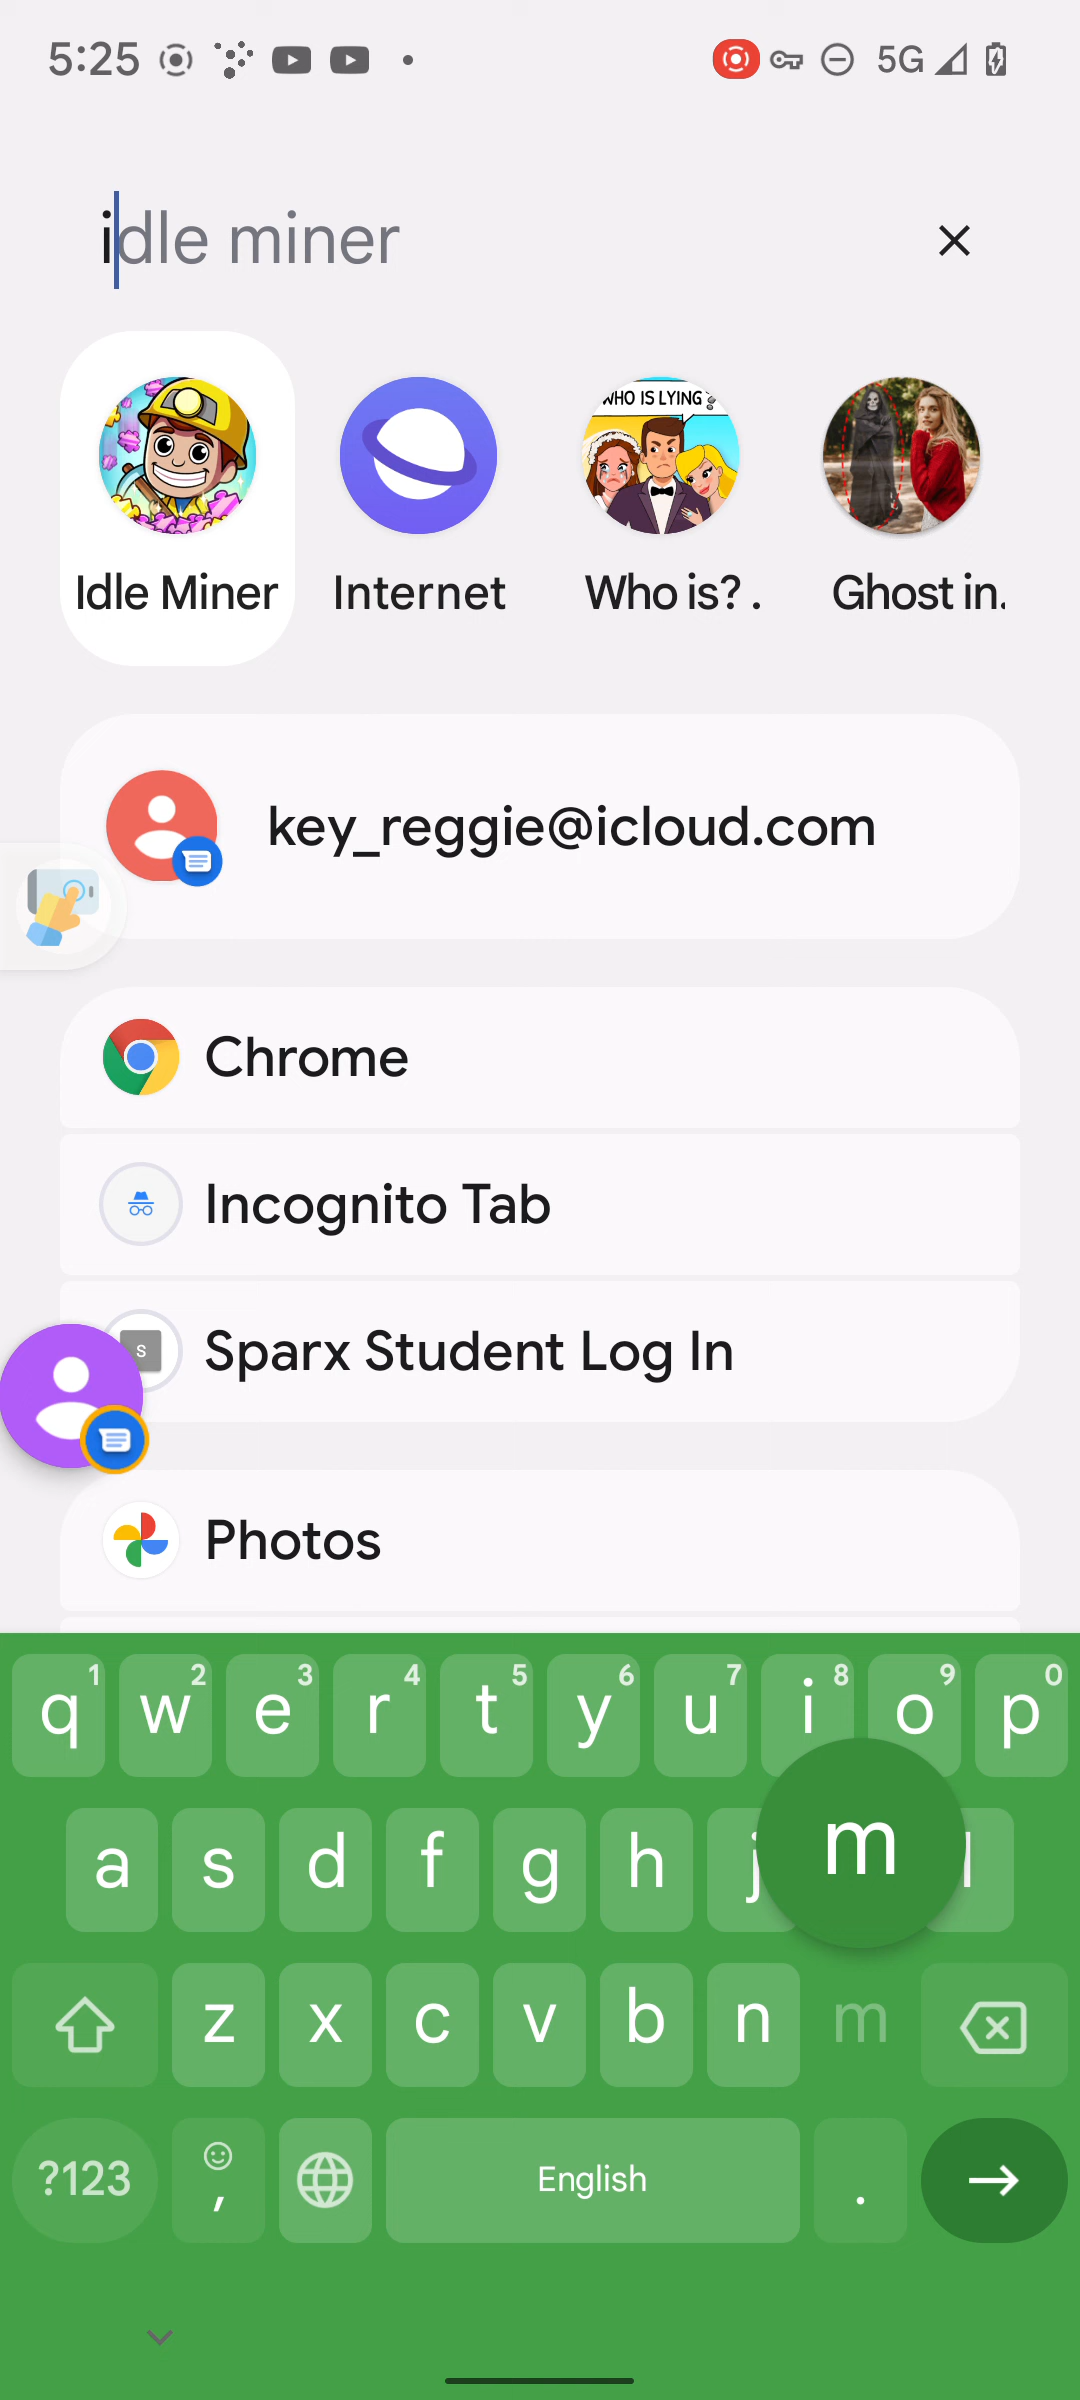 5:25
5G
idle miner
WHO IS LYING?
Idle Miner
Internet
Who is? .
Ghost in.
key_reggie@icloud.com
Chrome
Incognito Tab
S
Sparx Student Log In
Photos
q1 w2 e3 r4 t5 y6 u7 i8 o9 p0
a s d f g h j m l
z x c v b n m
?123 , English .